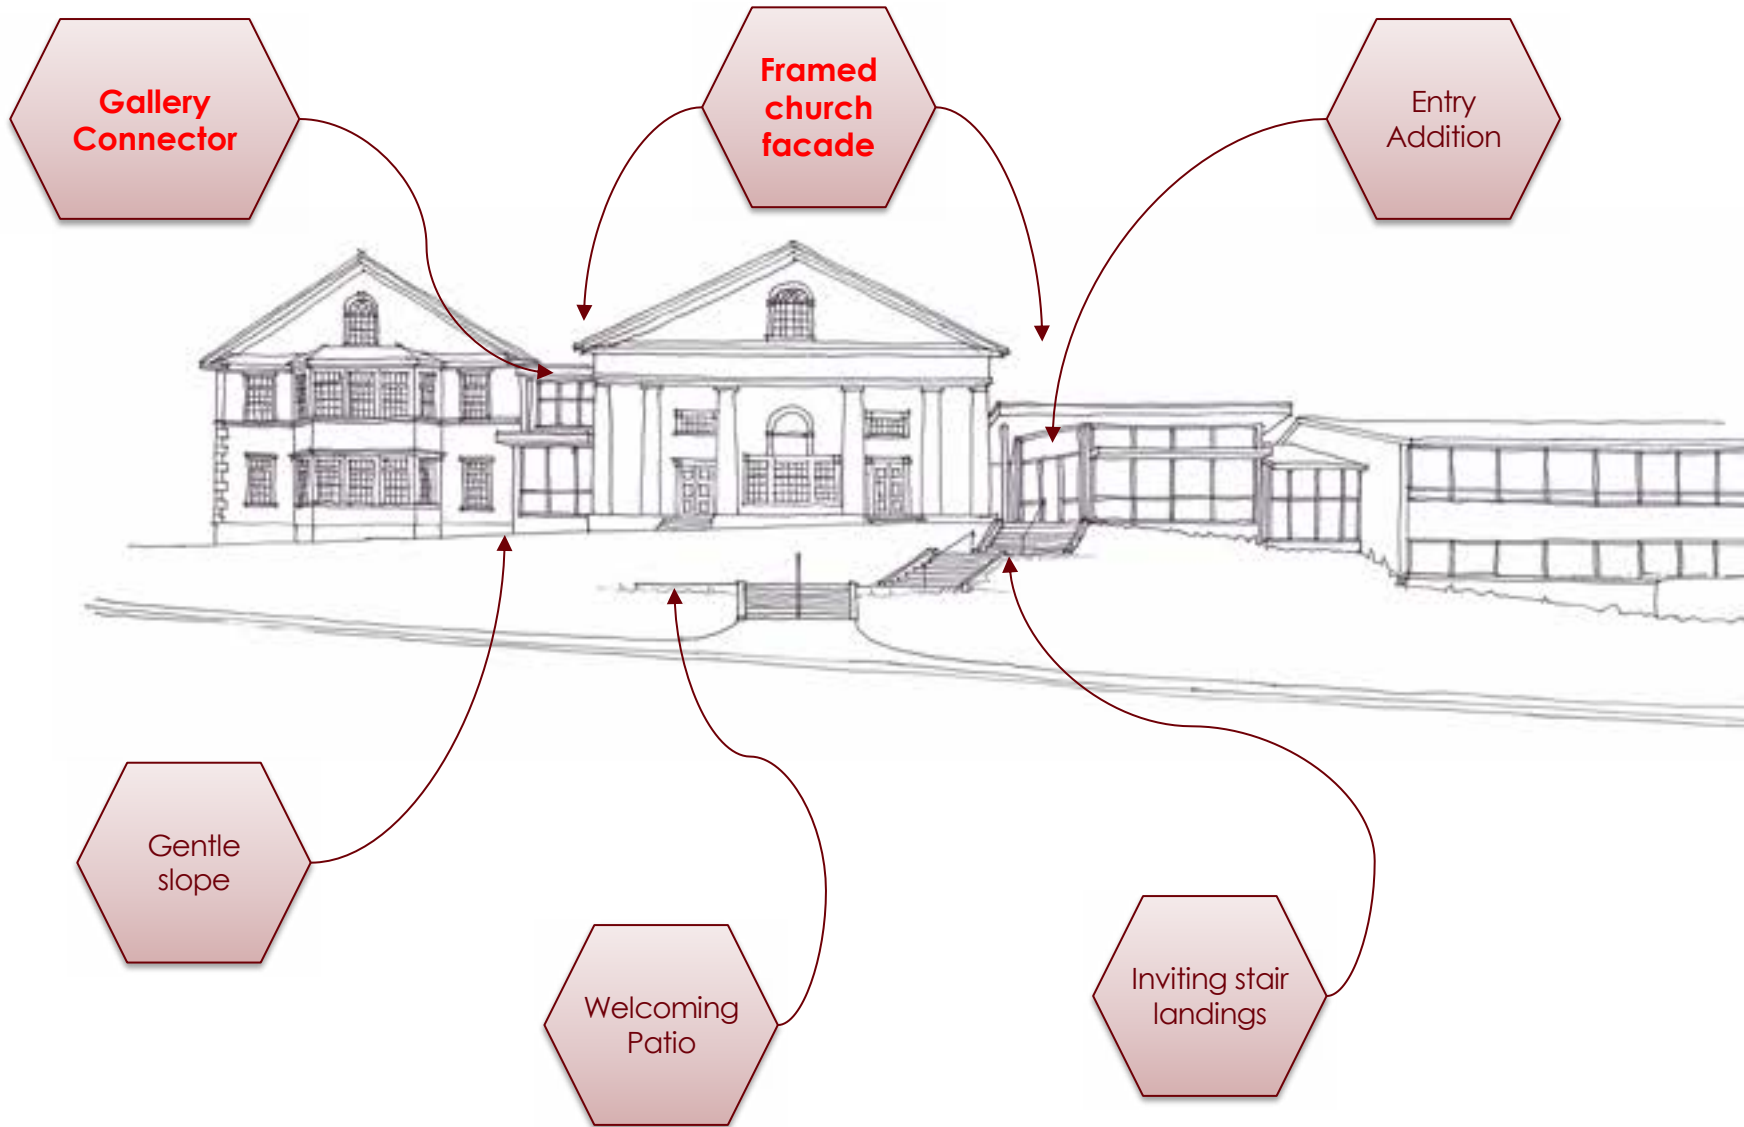 Gallery
Connector
Framed
church
facade
Entry
Addition
Gentle
slope
Welcoming
Patio
Inviting stair
landings